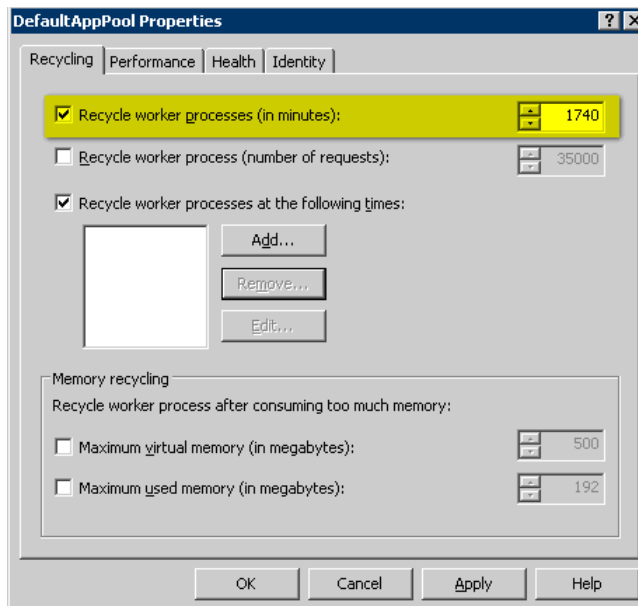 DefaultAppPool Properties
Recycling Performance Health Identity
Recycle worker processes (in minutes): 1740
Recycle worker process (number of requests): 35000
Recycle worker processes at the following times:
Add...
Remove...
Edit...
Memory recycling
Recycle worker process after consuming too much memory:
Maximum virtual memory (in megabytes): 500
Maximum used memory (in megabytes): 192
OK Cancel Apply Help